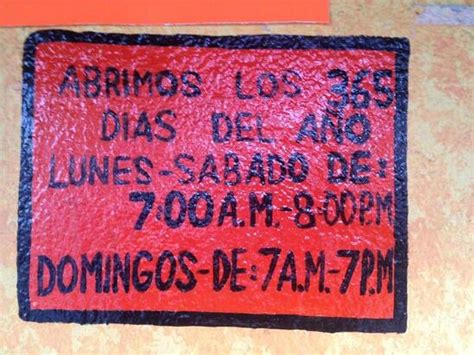 ABRIMOS LOS 365
DIAS DEL AÑO
LUNES-SABADO DE:
7:00A.M.-8:00P.M
DOMINGOS-DE:7A.M.-7P.M